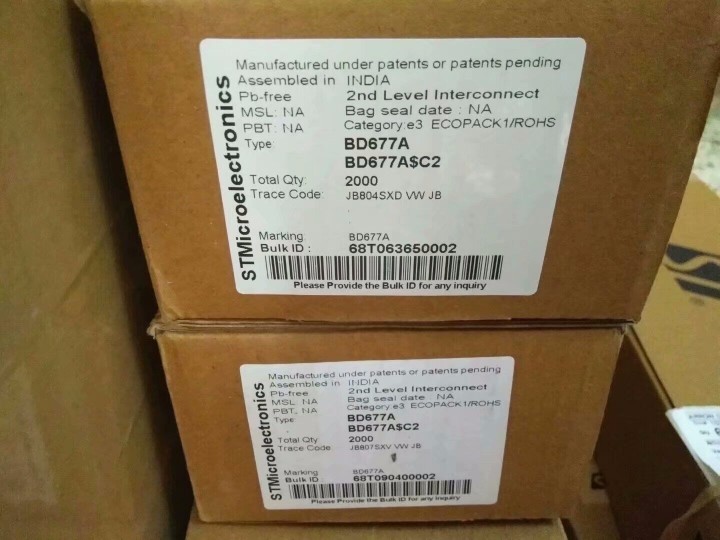 STMicroelectronics
Manufactured under patents or patents pending
Assembled in INDIA
Pb-free 2nd Level Interconnect
MSL: NA Bag seal date : NA
PBT: NA Category:e3 ECOPACK1/ROHS
Type BD677A
BD677A$C2
Total Qty: 2000
Trace Code: JB804SXD VW JB
Marking: BD677A
Bulk ID : 68T063650002
Please Provide the Bulk ID for any inquiry
STMicroelectronics
Manufactured under patents or patents pending
Assembled in INDIA
Pb-free 2nd Level Interconnect
MSL: NA Bag seal date : NA
PBT: NA Category:e3 ECOPACK1/ROHS
Type BD677A
BD677A$C2
Total Qty 2000
Trace Code JB807SXV VW JB
Marking BD677A
Bulk ID 68T090400002
Please Provide the Bulk ID for any inquiry